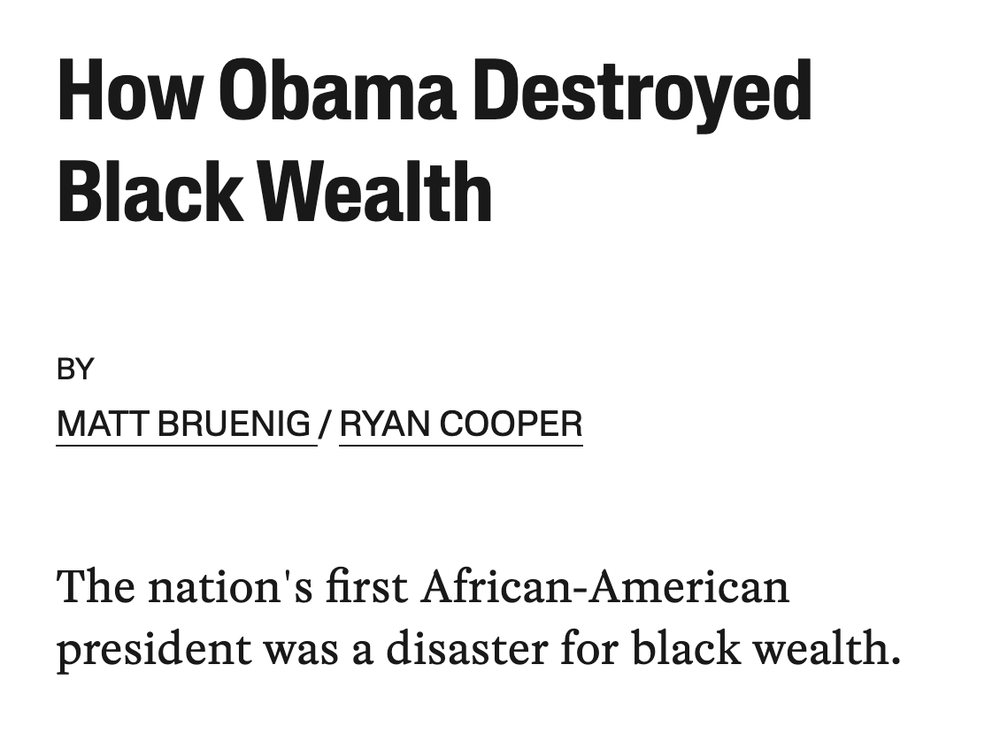 How Obama Destroyed
Black Wealth
BY
MATT BRUENIG / RYAN COOPER
The nation's first African-American
president was a disaster for black wealth.